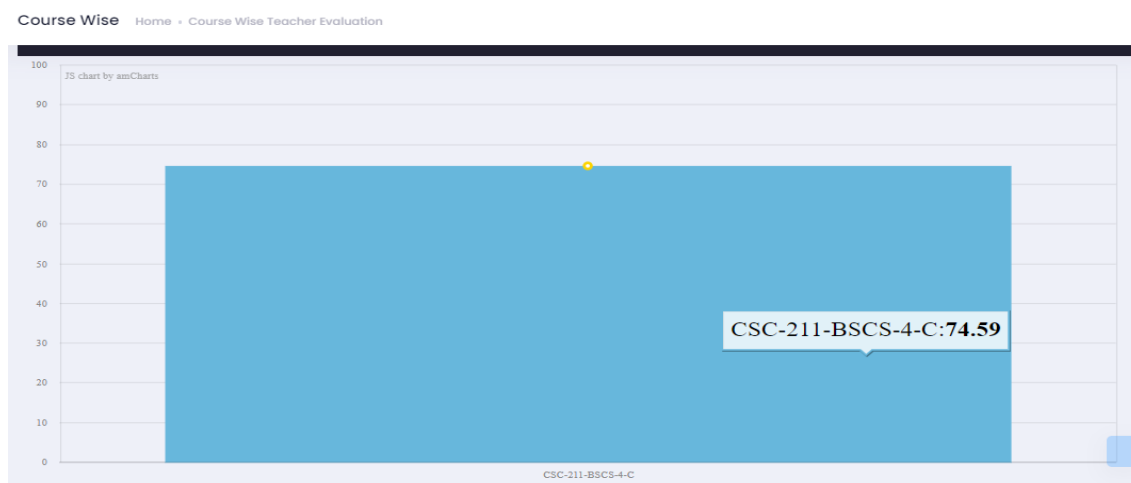 Course Wise Home • Course Wise Teacher Evaluation
100
JS chart by amCharts
90
80
70
60
50
40
CSC-211-BSCS-4-C:74.59
30
20
10
0
CSC-211-BSCS-4-C